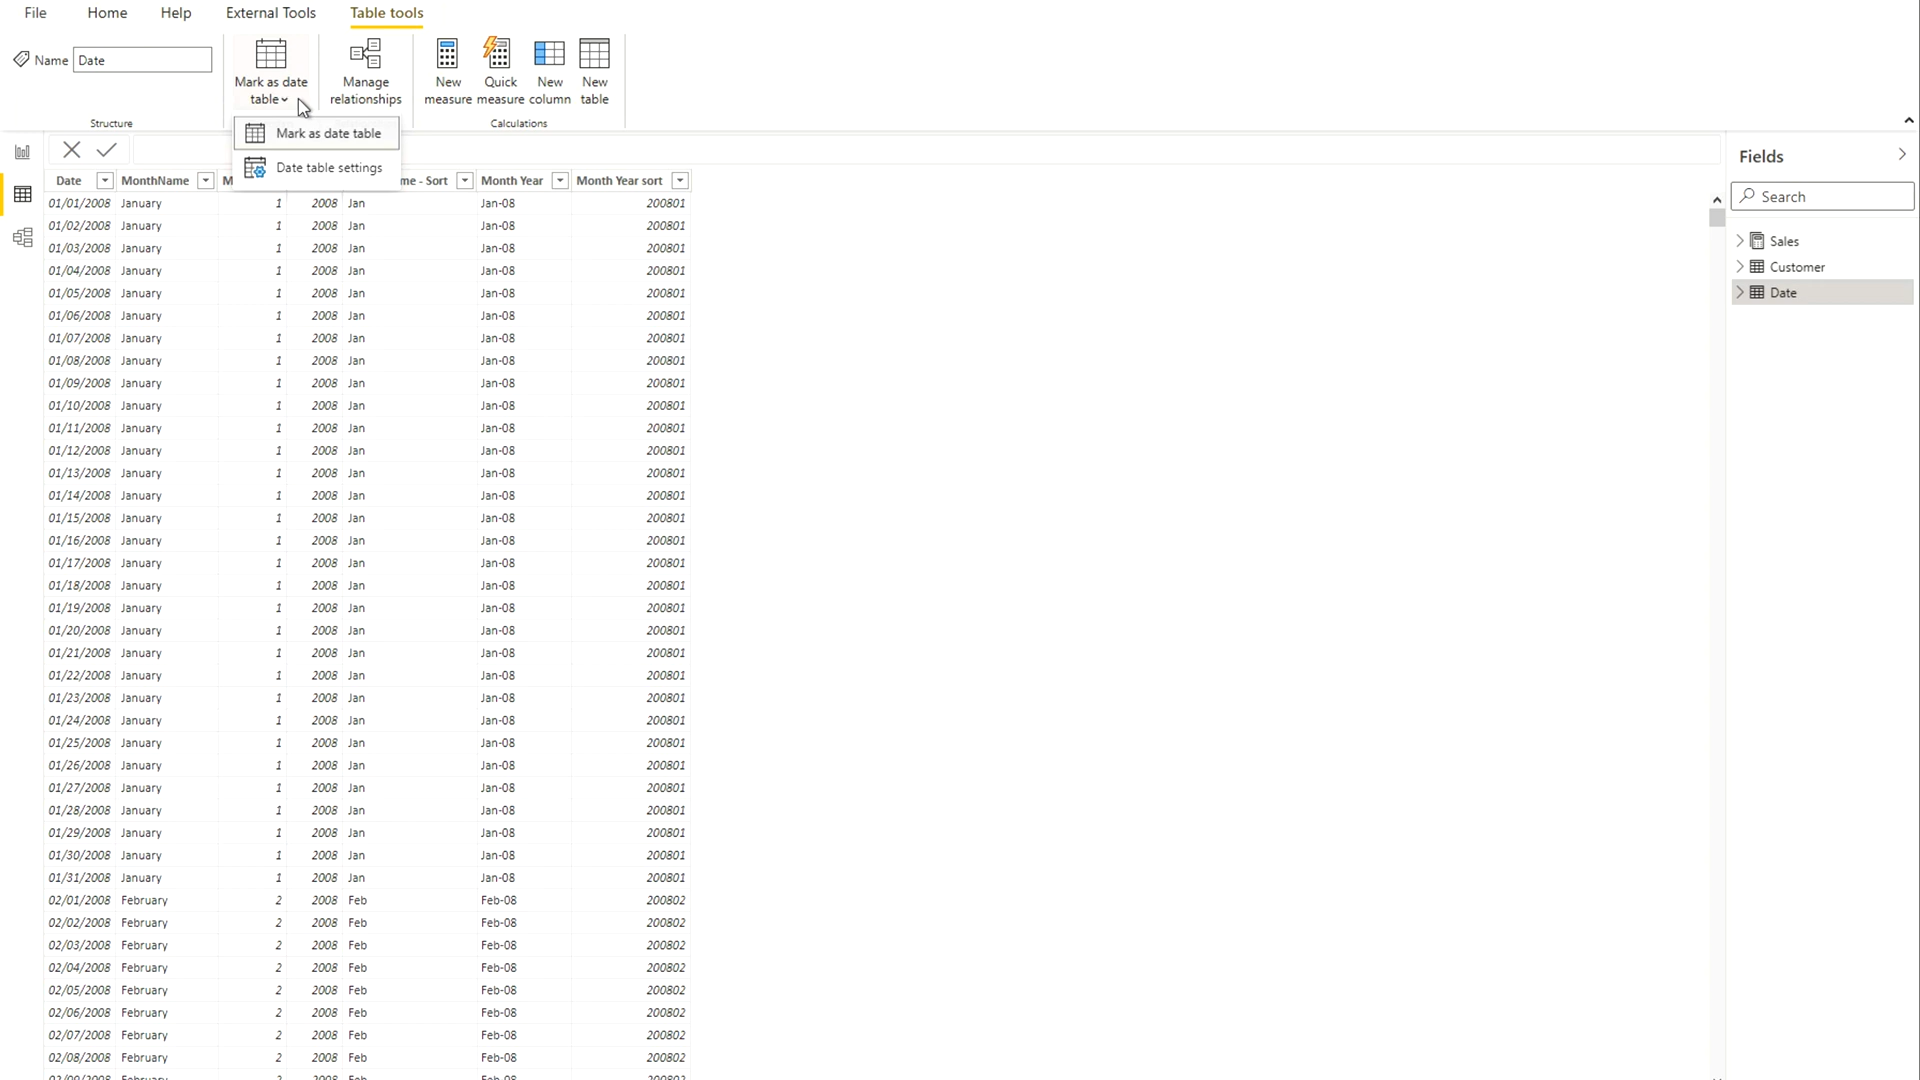 File Home Help External Tools Table tools
Name Date
Mark as date table
Manage relationships
New measure
Quick measure
New column
New table
Structure
Calculations
Mark as date table
Date table settings
Fields
Search
Sales
Customer
Date
Date MonthName M me - Sort Month Year Month Year sort
01/01/2008 January 1 2008 Jan Jan-08 200801
01/02/2008 January 1 2008 Jan Jan-08 200801
01/03/2008 January 1 2008 Jan Jan-08 200801
01/04/2008 January 1 2008 Jan Jan-08 200801
01/05/2008 January 1 2008 Jan Jan-08 200801
01/06/2008 January 1 2008 Jan Jan-08 200801
01/07/2008 January 1 2008 Jan Jan-08 200801
01/08/2008 January 1 2008 Jan Jan-08 200801
01/09/2008 January 1 2008 Jan Jan-08 200801
01/10/2008 January 1 2008 Jan Jan-08 200801
01/11/2008 January 1 2008 Jan Jan-08 200801
01/12/2008 January 1 2008 Jan Jan-08 200801
01/13/2008 January 1 2008 Jan Jan-08 200801
01/14/2008 January 1 2008 Jan Jan-08 200801
01/15/2008 January 1 2008 Jan Jan-08 200801
01/16/2008 January 1 2008 Jan Jan-08 200801
01/17/2008 January 1 2008 Jan Jan-08 200801
01/18/2008 January 1 2008 Jan Jan-08 200801
01/19/2008 January 1 2008 Jan Jan-08 200801
01/20/2008 January 1 2008 Jan Jan-08 200801
01/21/2008 January 1 2008 Jan Jan-08 200801
01/22/2008 January 1 2008 Jan Jan-08 200801
01/23/2008 January 1 2008 Jan Jan-08 200801
01/24/2008 January 1 2008 Jan Jan-08 200801
01/25/2008 January 1 2008 Jan Jan-08 200801
01/26/2008 January 1 2008 Jan Jan-08 200801
01/27/2008 January 1 2008 Jan Jan-08 200801
01/28/2008 January 1 2008 Jan Jan-08 200801
01/29/2008 January 1 2008 Jan Jan-08 200801
01/30/2008 January 1 2008 Jan Jan-08 200801
01/31/2008 January 1 2008 Jan Jan-08 200801
02/01/2008 February 2 2008 Feb Feb-08 200802
02/02/2008 February 2 2008 Feb Feb-08 200802
02/03/2008 February 2 2008 Feb Feb-08 200802
02/04/2008 February 2 2008 Feb Feb-08 200802
02/05/2008 February 2 2008 Feb Feb-08 200802
02/06/2008 February 2 2008 Feb Feb-08 200802
02/07/2008 February 2 2008 Feb Feb-08 200802
02/08/2008 February 2 2008 Feb Feb-08 200802